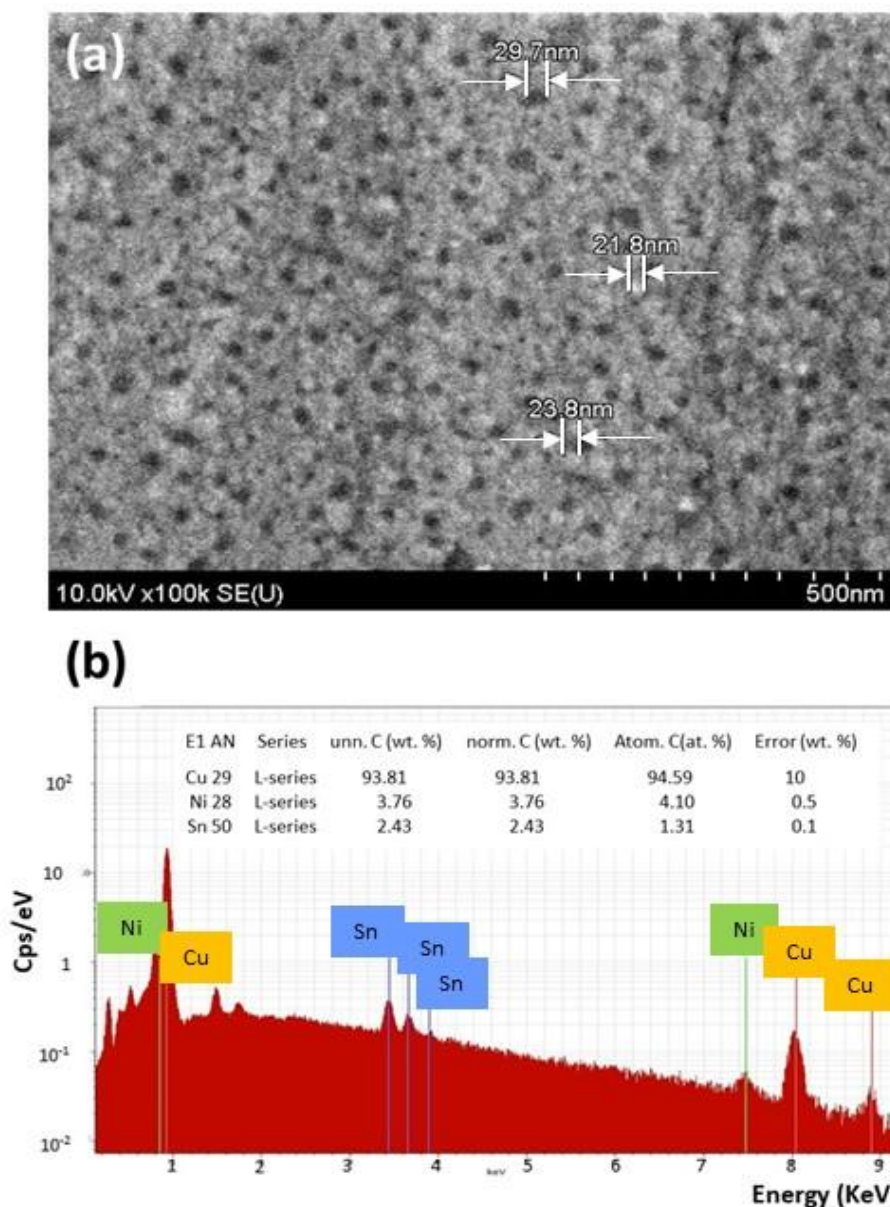 (a)
29.7nm
21.8nm
23.8nm
10.0kV x100k SE(U) 500nm
(b)
E1 AN Series unn. C (wt. %) norm. C (wt. %) Atom. C(at. %) Error (wt. %)
Cu 29 L-series 93.81 93.81 94.59 10
Ni 28 L-series 3.76 3.76 4.10 0.5
Sn 50 L-series 2.43 2.43 1.31 0.1
Cps/eV
10²
10
1
10⁻¹
10⁻²
Ni
Cu
Sn
Sn
Sn
Ni
Cu
Cu
1 2 3 4 keV 5 6 7 8 9
Energy (KeV